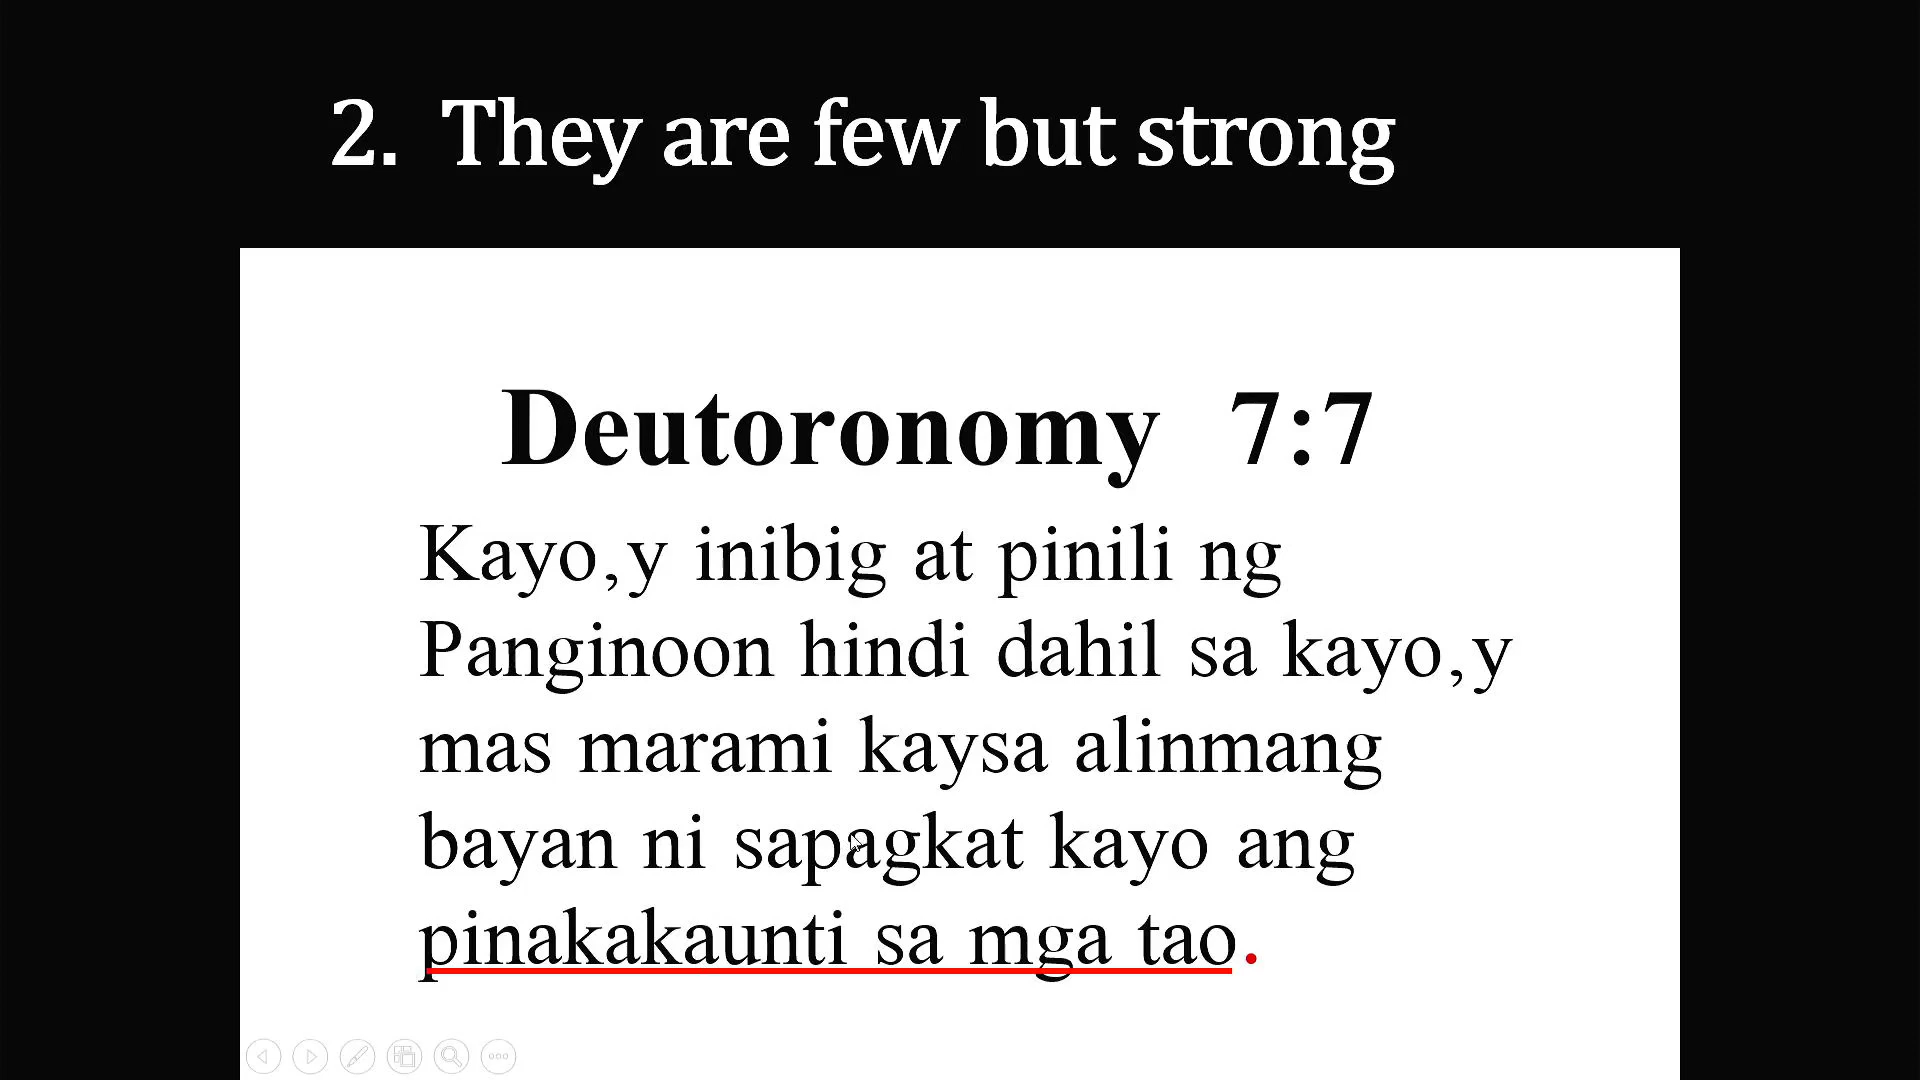 2. They are few but strong
Deutoronomy 7:7
Kayo,y inibig at pinili ng
Panginoon hindi dahil sa kayo,y
mas marami kaysa alinmang
bayan ni sapagkat kayo ang
pinakakaunti sa mga tao.